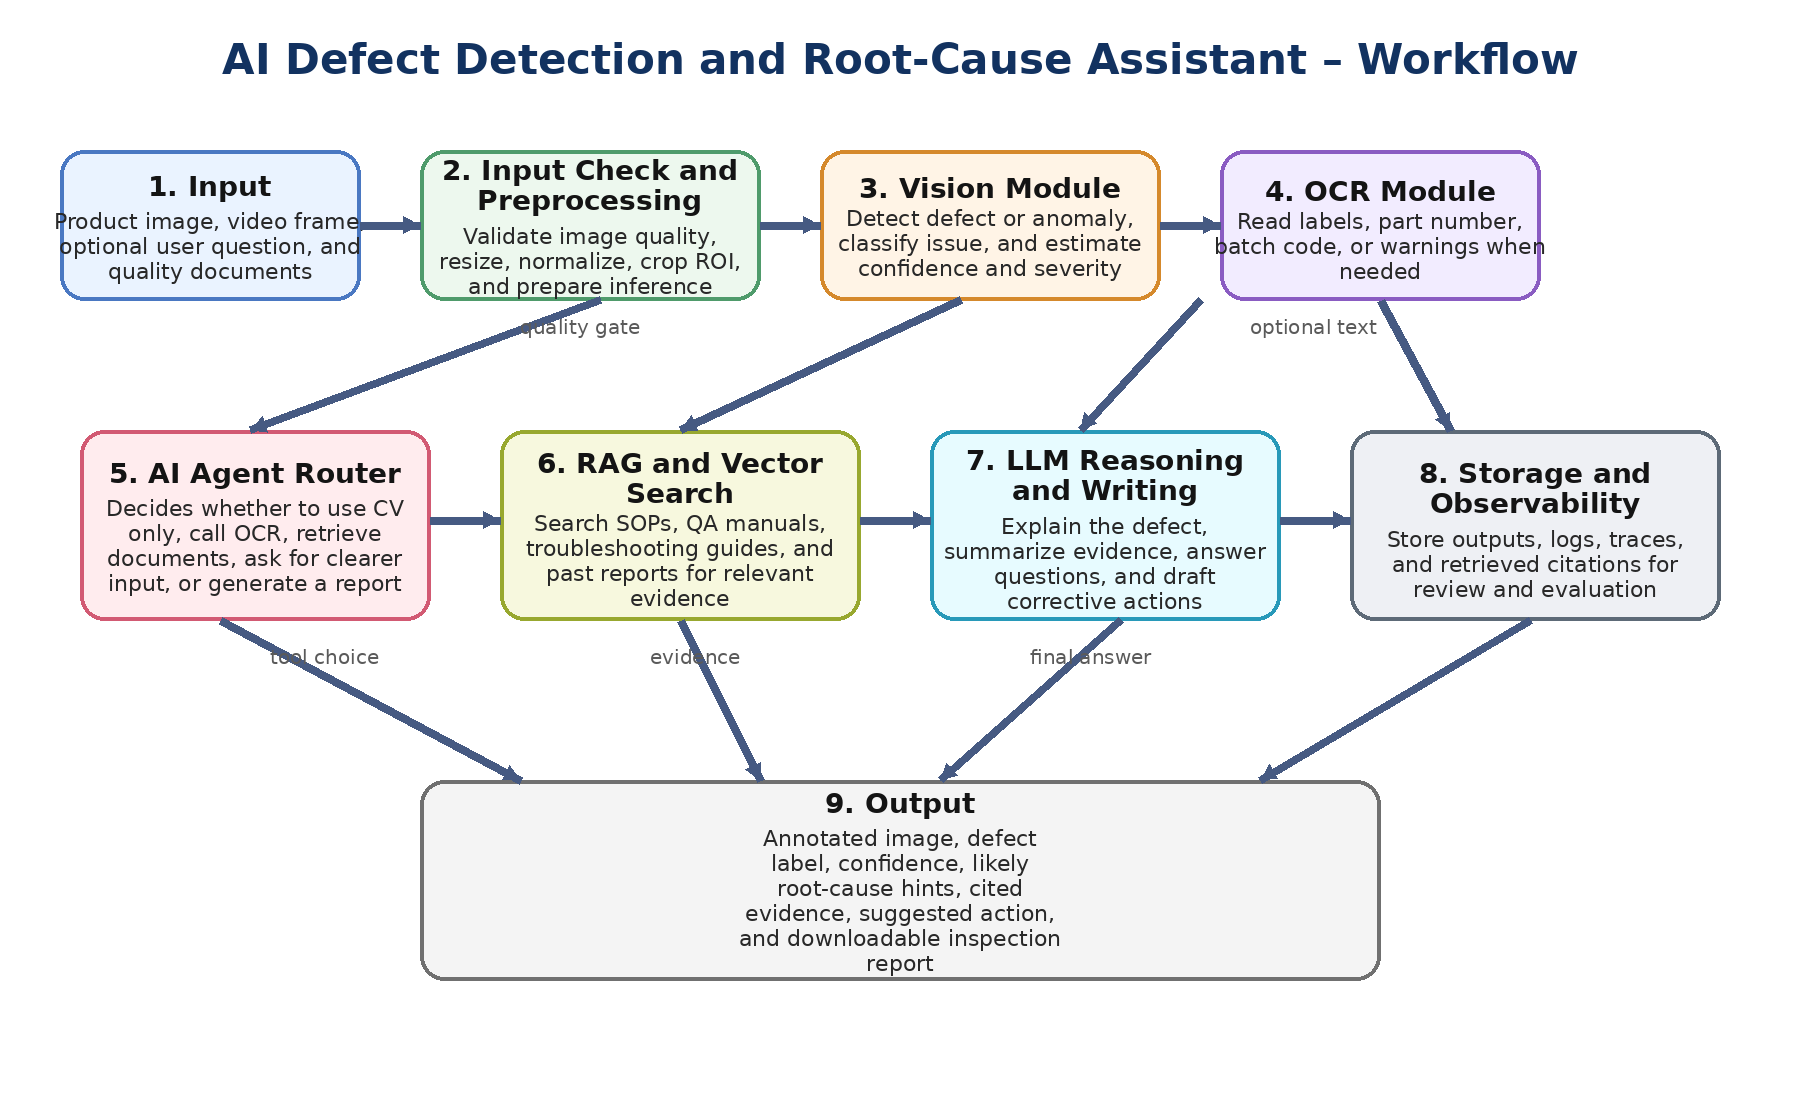 AI Defect Detection and Root-Cause Assistant – Workflow
1. Input
Product image, video frame,
optional user question, and
quality documents
2. Input Check and
Preprocessing
Validate image quality,
resize, normalize, crop ROI,
and prepare inference
3. Vision Module
Detect defect or anomaly,
classify issue, and estimate
confidence and severity
4. OCR Module
Read labels, part number,
batch code, or warnings when
needed
quality gate
optional text
5. AI Agent Router
Decides whether to use CV
only, call OCR, retrieve
documents, ask for clearer
input, or generate a report
6. RAG and Vector
Search
Search SOPs, QA manuals,
troubleshooting guides, and
past reports for relevant
evidence
7. LLM Reasoning
and Writing
Explain the defect,
summarize evidence, answer
questions, and draft
corrective actions
8. Storage and
Observability
Store outputs, logs, traces,
and retrieved citations for
review and evaluation
tool choice
evidence
final answer
9. Output
Annotated image, defect
label, confidence, likely
root-cause hints, cited
evidence, suggested action,
and downloadable inspection
report